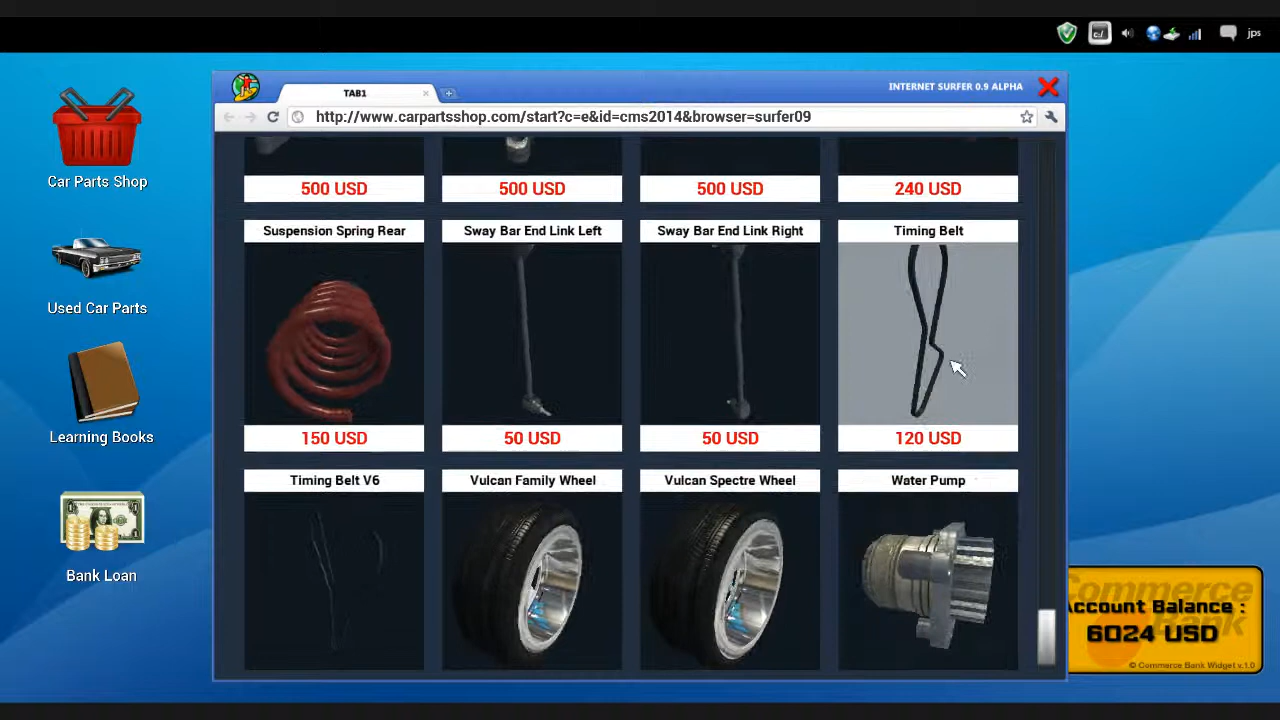 c:/
jps
TAB1
INTERNET SURFER 0.9 ALPHA
http://www.carpartsshop.com/start?c=e&id=cms2014&browser=surfer09
Car Parts Shop
Used Car Parts
Learning Books
Bank Loan
500 USD
500 USD
500 USD
240 USD
Suspension Spring Rear
Sway Bar End Link Left
Sway Bar End Link Right
Timing Belt
150 USD
50 USD
50 USD
120 USD
Timing Belt V6
Vulcan Family Wheel
Vulcan Spectre Wheel
Water Pump
Commerce
Bank
Account Balance :
6024 USD
© Commerce Bank Widget v.1.0